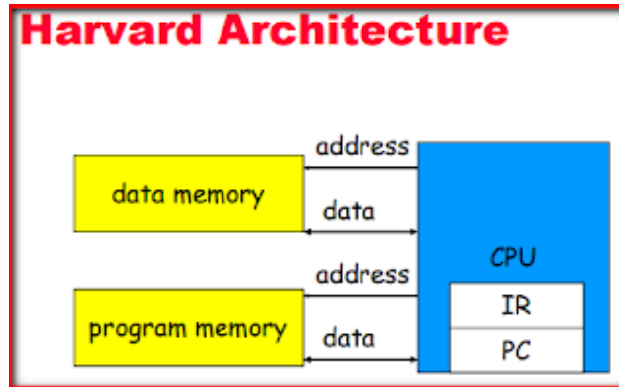 Harvard Architecture
address
data memory
data
CPU
address
IR
program memory
data
PC